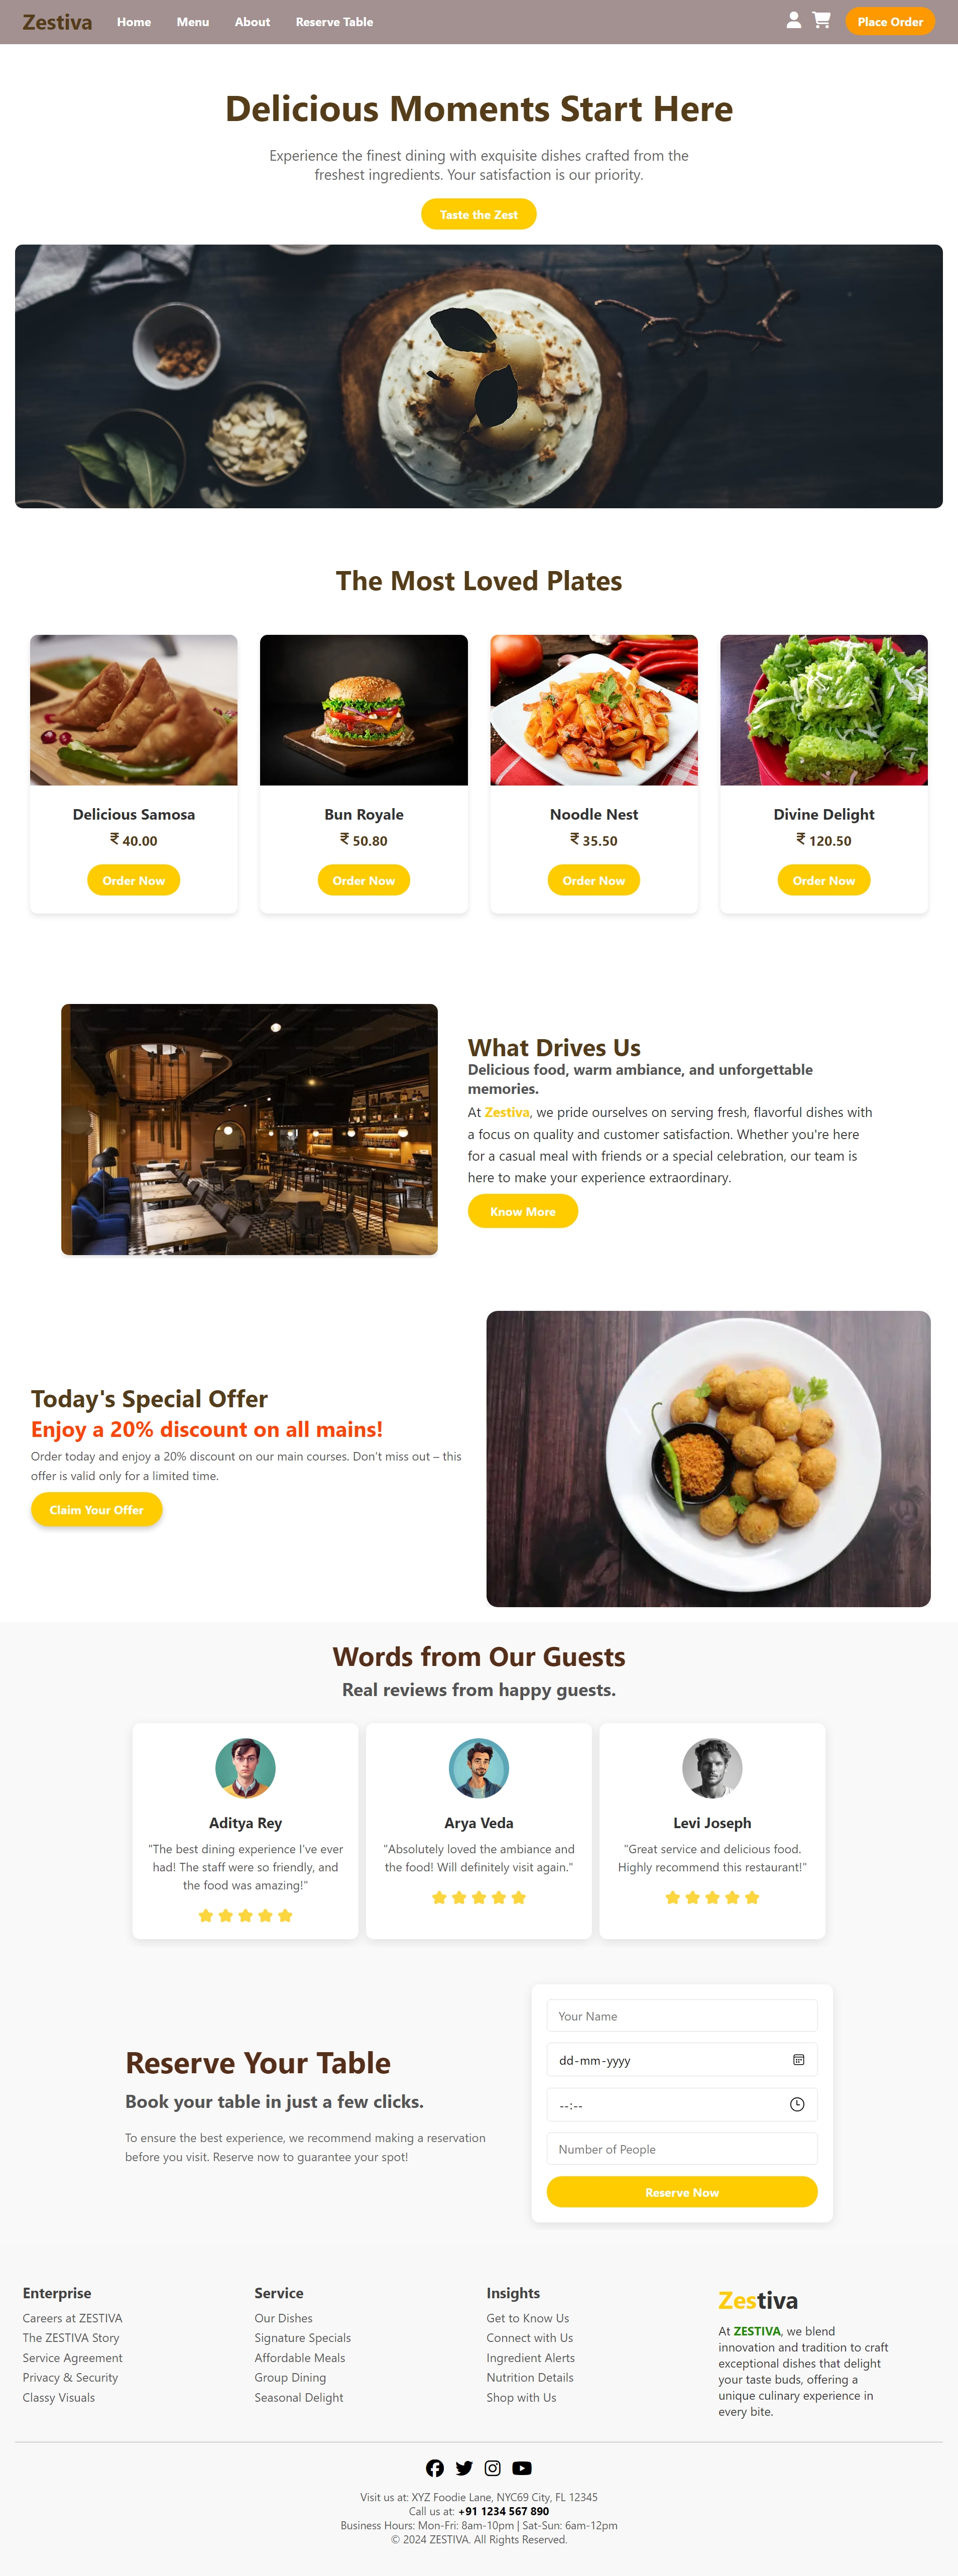 Zestiva Home Menu About Reserve Table Place Order
Delicious Moments Start Here
Experience the finest dining with exquisite dishes crafted from the
freshest ingredients. Your satisfaction is our priority.
Taste the Zest
The Most Loved Plates
Delicious Samosa
₹ 40.00
Order Now
Bun Royale
₹ 50.80
Order Now
Noodle Nest
₹ 35.50
Order Now
Divine Delight
₹ 120.50
Order Now
What Drives Us
Delicious food, warm ambiance, and unforgettable
memories.
At Zestiva, we pride ourselves on serving fresh, flavorful dishes with
a focus on quality and customer satisfaction. Whether you're here
for a casual meal with friends or a special celebration, our team is
here to make your experience extraordinary.
Know More
Today's Special Offer
Enjoy a 20% discount on all mains!
Order today and enjoy a 20% discount on our main courses. Don't miss out – this
offer is valid only for a limited time.
Claim Your Offer
Words from Our Guests
Real reviews from happy guests.
Aditya Rey
"The best dining experience I've ever
had! The staff were so friendly, and
the food was amazing!"
Arya Veda
"Absolutely loved the ambiance and
the food! Will definitely visit again."
Levi Joseph
"Great service and delicious food.
Highly recommend this restaurant!"
Reserve Your Table
Book your table in just a few clicks.
To ensure the best experience, we recommend making a reservation
before you visit. Reserve now to guarantee your spot!
Your Name
dd-mm-yyyy
--:--
Number of People
Reserve Now
Enterprise
Careers at ZESTIVA
The ZESTIVA Story
Service Agreement
Privacy & Security
Classy Visuals
Service
Our Dishes
Signature Specials
Affordable Meals
Group Dining
Seasonal Delight
Insights
Get to Know Us
Connect with Us
Ingredient Alerts
Nutrition Details
Shop with Us
Zestiva
At ZESTIVA, we blend
innovation and tradition to craft
exceptional dishes that delight
your taste buds, offering a
unique culinary experience in
every bite.
Visit us at: XYZ Foodie Lane, NYC69 City, FL 12345
Call us at: +91 1234 567 890
Business Hours: Mon-Fri: 8am-10pm | Sat-Sun: 6am-12pm
© 2024 ZESTIVA. All Rights Reserved.